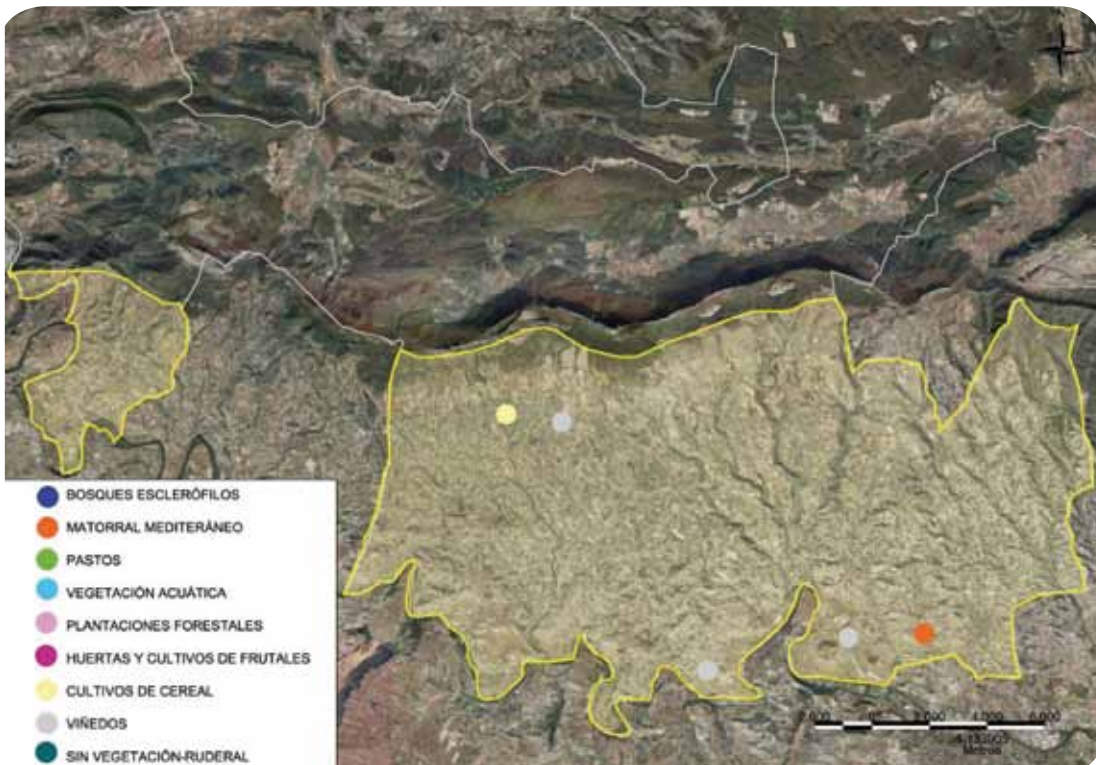 BOSQUES ESCLERÓFILOS
MATORRAL MEDITERÁNEO
PASTOS
VEGETACIÓN ACUÁTICA
PLANTACIONES FORESTALES
HUERTAS Y CULTIVOS DE FRUTALES
CULTIVOS DE CEREAL
VIÑEDOS
SIN VEGETACIÓN-RUDERAL
Metros